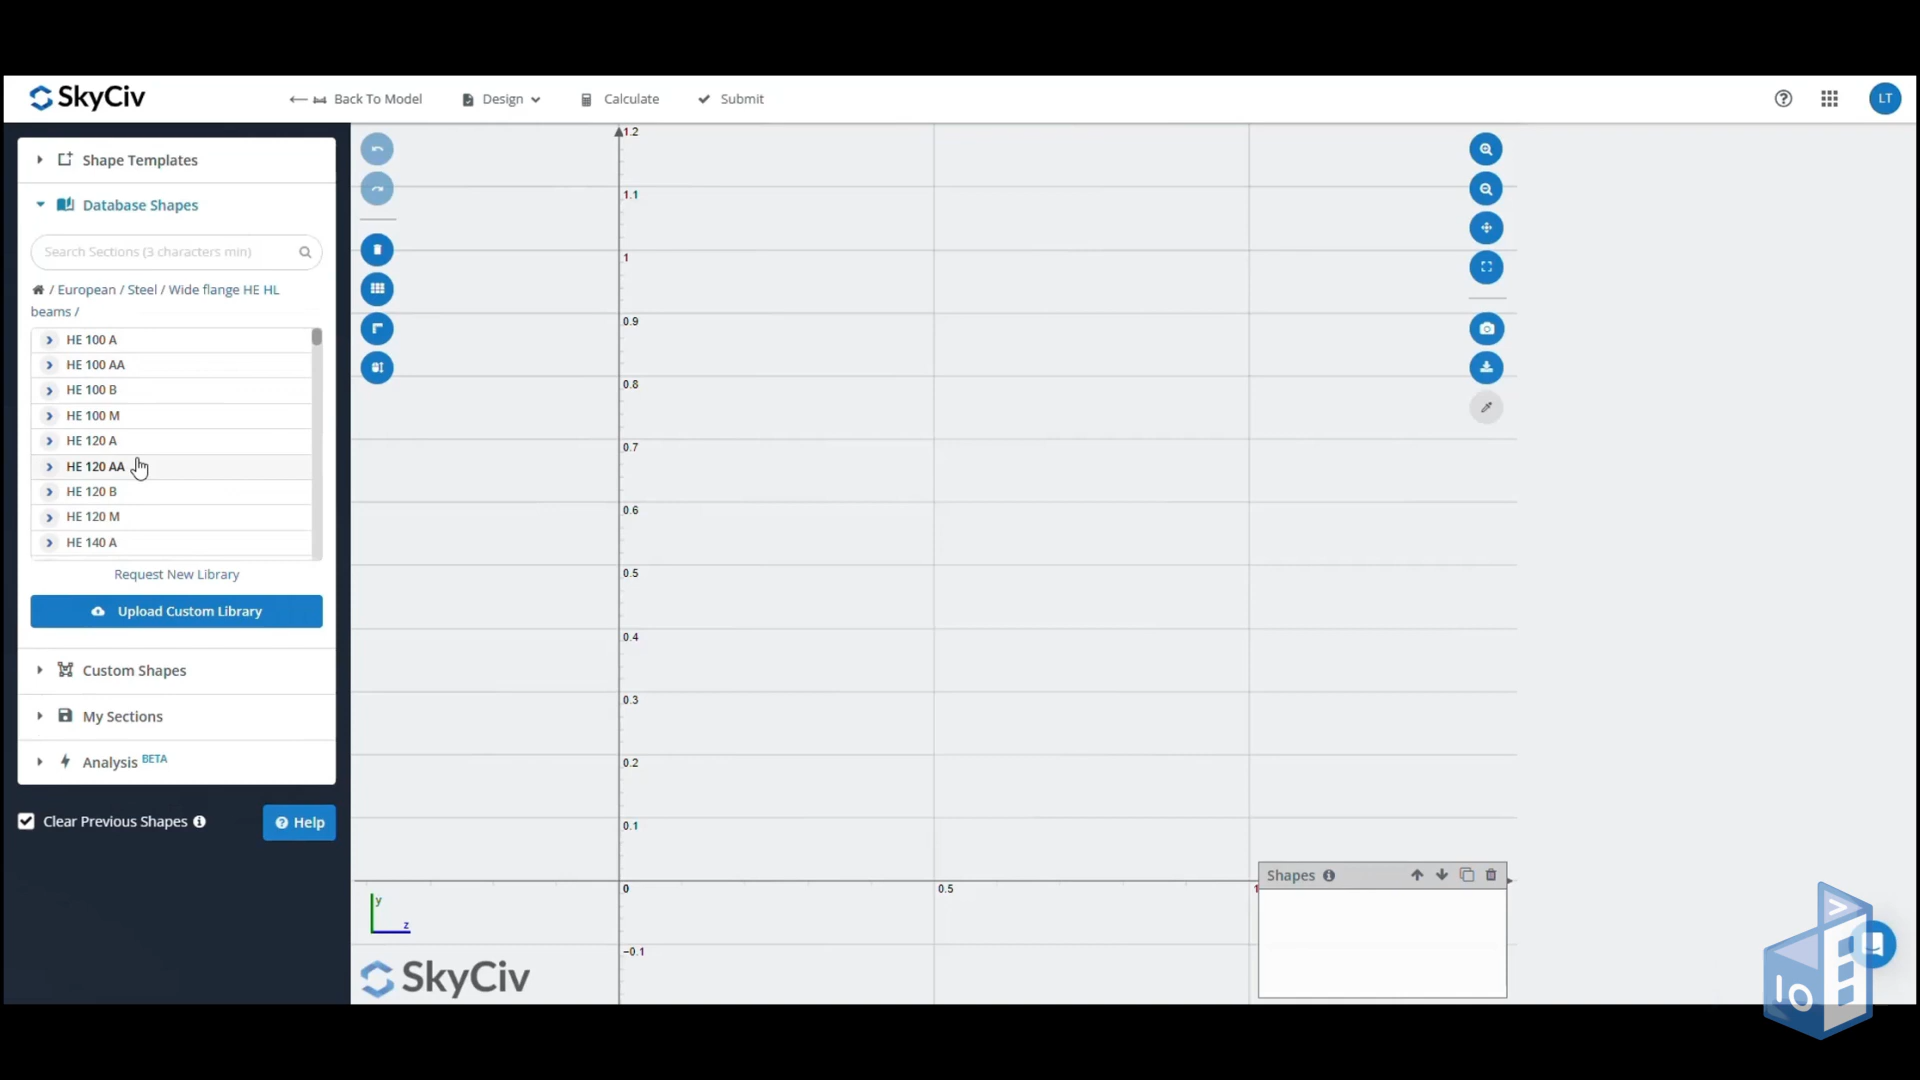 SkyCiv
Back To Model
Design
Calculate
Submit
LT
Shape Templates
Database Shapes
Search Sections (3 characters min)
/ European / Steel / Wide flange HE HL
beams /
HE 100 A
HE 100 AA
HE 100 B
HE 100 M
HE 120 A
HE 120 AA
HE 120 B
HE 120 M
HE 140 A
Request New Library
Upload Custom Library
Custom Shapes
My Sections
Analysis BETA
Clear Previous Shapes
Help
1.2
1.1
1
0.9
0.8
0.7
0.6
0.5
0.4
0.3
0.2
0.1
0
0.5
1
−0.1
y
z
SkyCiv
Shapes